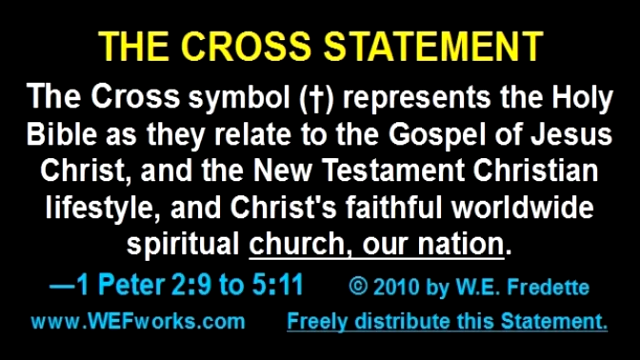 THE CROSS STATEMENT
The Cross symbol (✝) represents the Holy
Bible as they relate to the Gospel of Jesus
Christ, and the New Testament Christian
lifestyle, and Christ's faithful worldwide
spiritual church, our nation.
—1 Peter 2:9 to 5:11 © 2010 by W.E. Fredette
www.WEFworks.com Freely distribute this Statement.